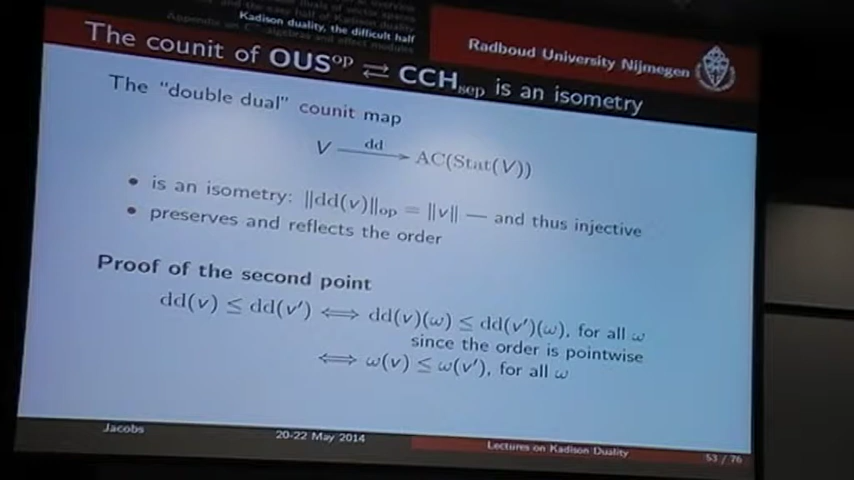 Kadison duality, the difficult half
Radboud University Nijmegen
The counit of OUSᵒᵖ ⇄ CCHₛₑₚ is an isometry
The "double dual" counit map
dd
V ⟶ AC(Stat(V))
• is an isometry: ‖dd(v)‖ₒₚ = ‖v‖ — and thus injective
• preserves and reflects the order
Proof of the second point
dd(v) ≤ dd(v′) ⟺ dd(v)(ω) ≤ dd(v′)(ω), for all ω
since the order is pointwise
⟺ ω(v) ≤ ω(v′), for all ω
Jacobs 20-22 May 2014 Lectures on Kadison Duality 53 / 76